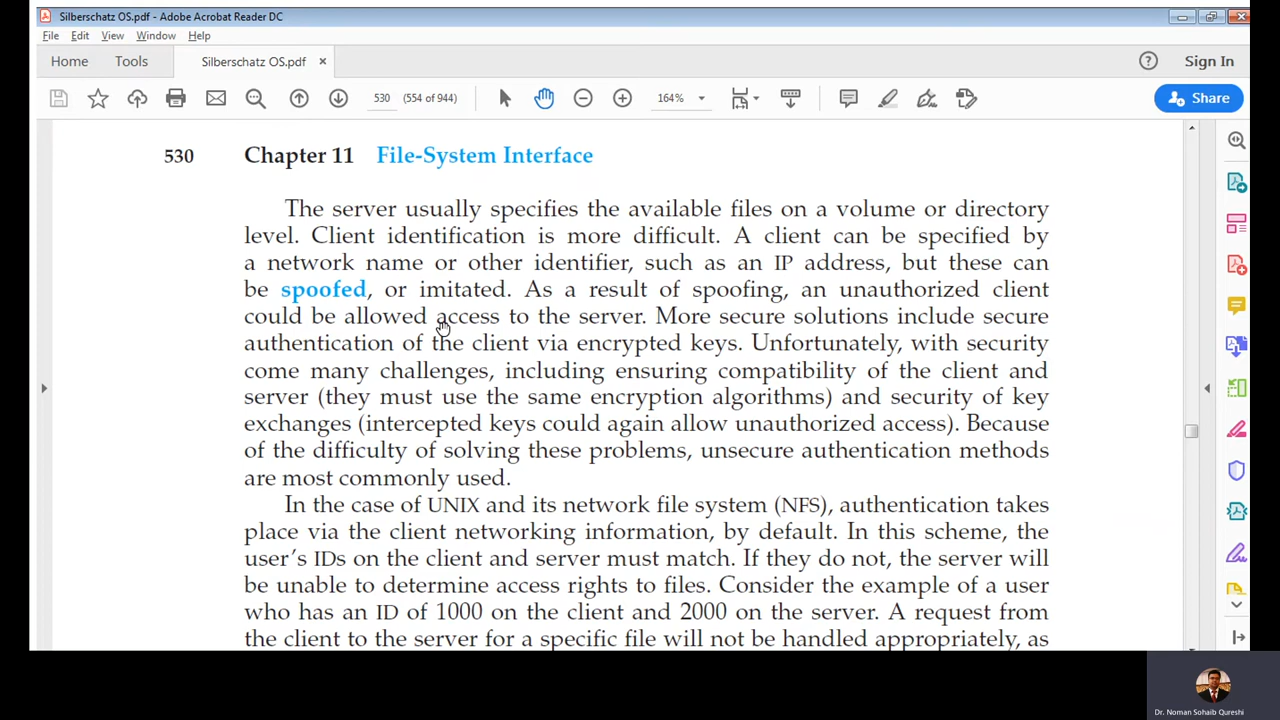 Silberschatz OS.pdf - Adobe Acrobat Reader DC
File Edit View Window Help
Home Tools Silberschatz OS.pdf × Sign In
530 (554 of 944) 164% Share
530 Chapter 11 File-System Interface
The server usually specifies the available files on a volume or directory
level. Client identification is more difficult. A client can be specified by
a network name or other identifier, such as an IP address, but these can
be spoofed, or imitated. As a result of spoofing, an unauthorized client
could be allowed access to the server. More secure solutions include secure
authentication of the client via encrypted keys. Unfortunately, with security
come many challenges, including ensuring compatibility of the client and
server (they must use the same encryption algorithms) and security of key
exchanges (intercepted keys could again allow unauthorized access). Because
of the difficulty of solving these problems, unsecure authentication methods
are most commonly used.
In the case of UNIX and its network file system (NFS), authentication takes
place via the client networking information, by default. In this scheme, the
user's IDs on the client and server must match. If they do not, the server will
be unable to determine access rights to files. Consider the example of a user
who has an ID of 1000 on the client and 2000 on the server. A request from
the client to the server for a specific file will not be handled appropriately, as
Dr. Noman Sohaib Qureshi